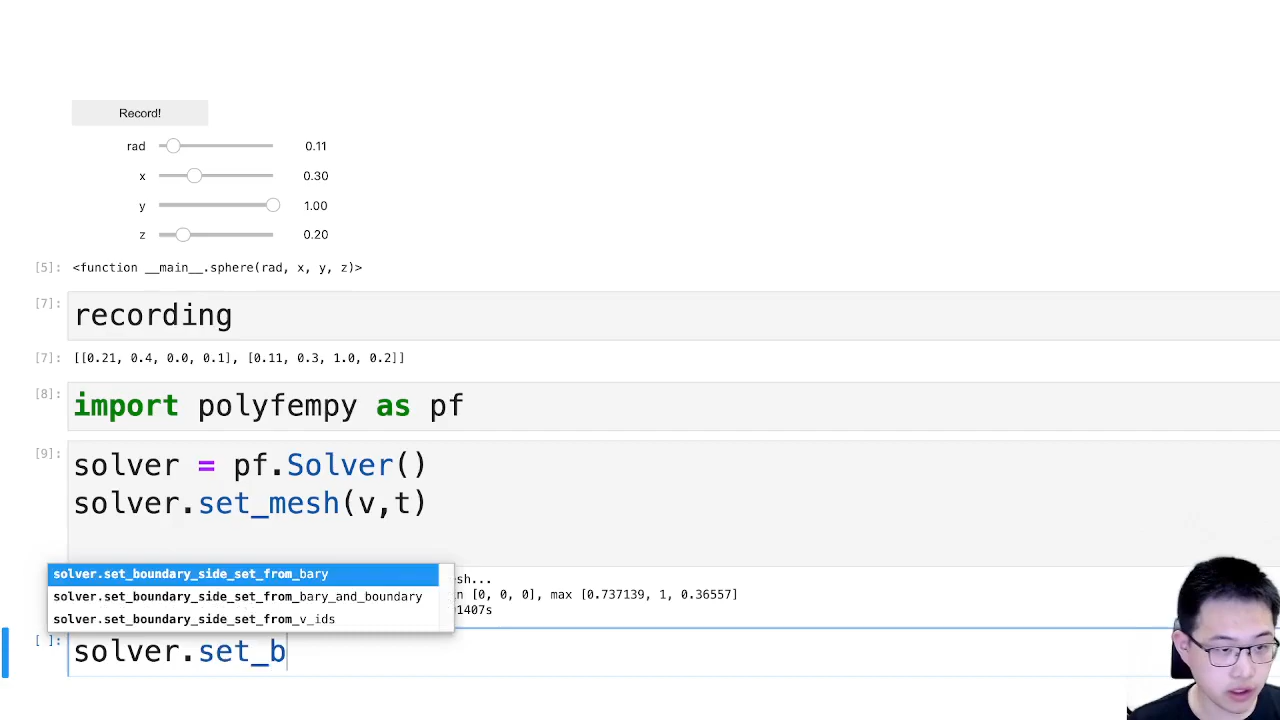 Record!
rad 0.11
x 0.30
y 1.00
z 0.20
[5]: <function __main__.sphere(rad, x, y, z)>
[7]: recording
[7]: [[0.21, 0.4, 0.0, 0.1], [0.11, 0.3, 1.0, 0.2]]
[8]: import polyfempy as pf
[9]: solver = pf.Solver()
solver.set_mesh(v,t)
solver.set_boundary_side_set_from_bary
solver.set_boundary_side_set_from_bary_and_boundary
solver.set_boundary_side_set_from_v_ids
sh...
[0, 0, 0], max [0.737139, 1, 0.36557]
1407s
[ ]: solver.set_b